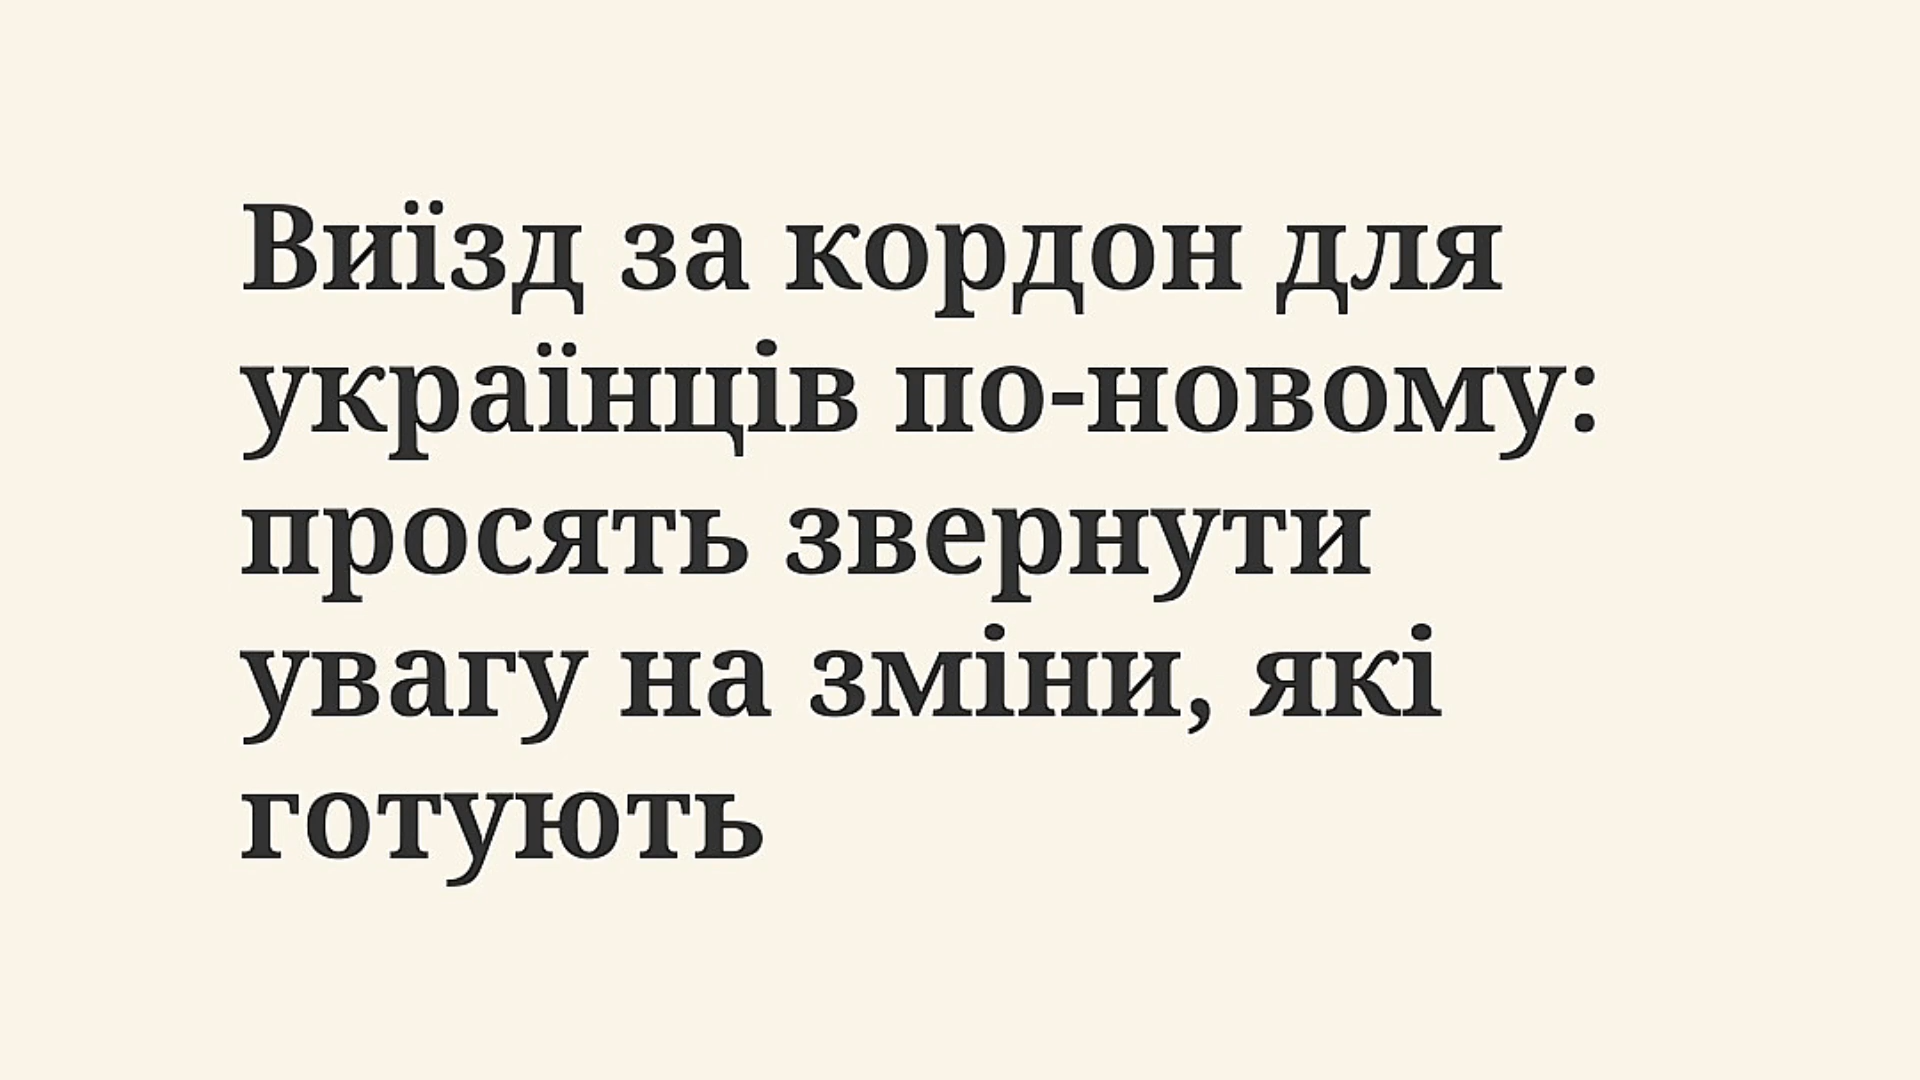 Виїзд за кордон для
українців по-новому:
просять звернути
увагу на зміни, які
готують